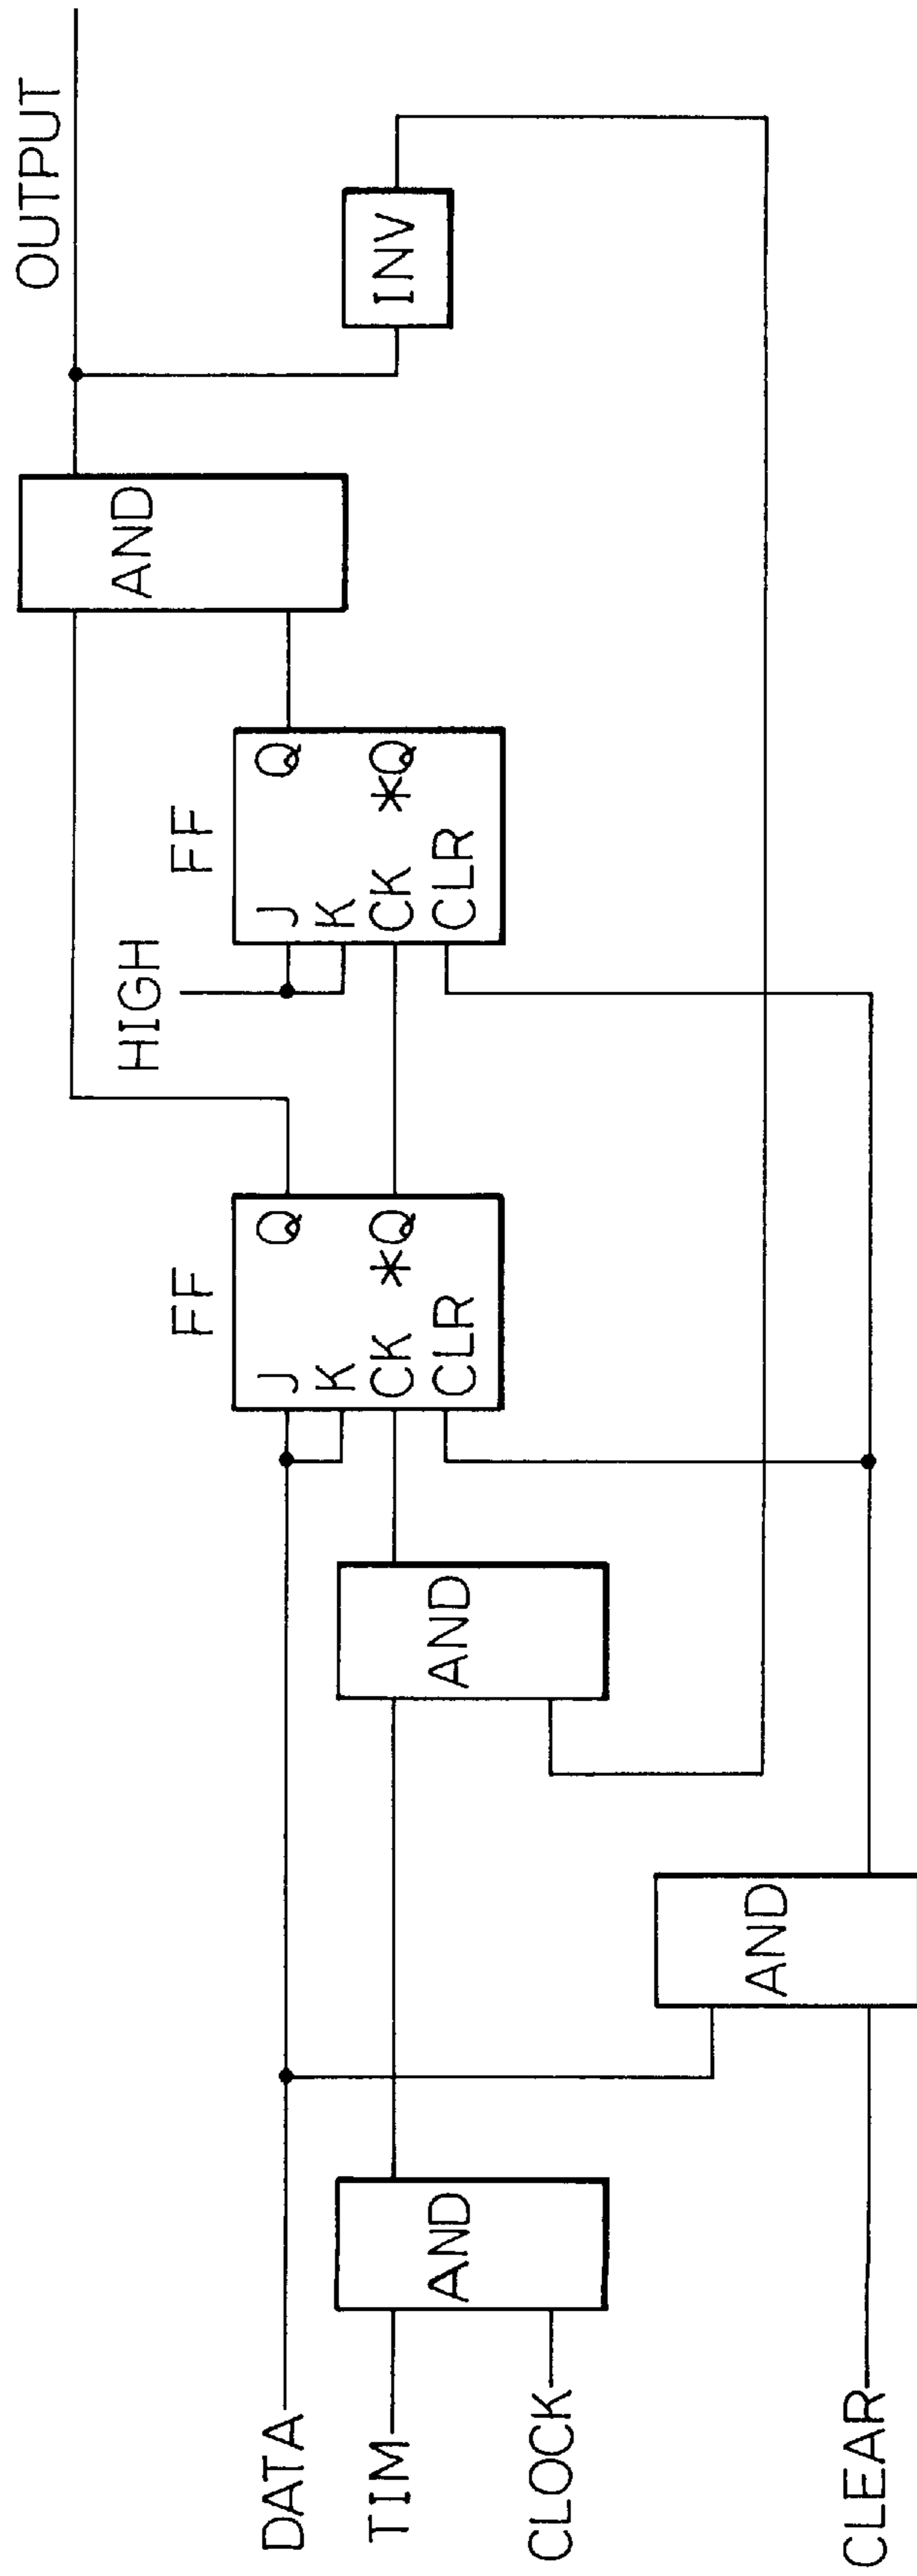 DATA
TIM
CLOCK
CLEAR
AND
AND
AND
FF
J
K
CK
CLR
Q
*Q
HIGH
FF
J
K
CK
CLR
Q
*Q
AND
INV
OUTPUT